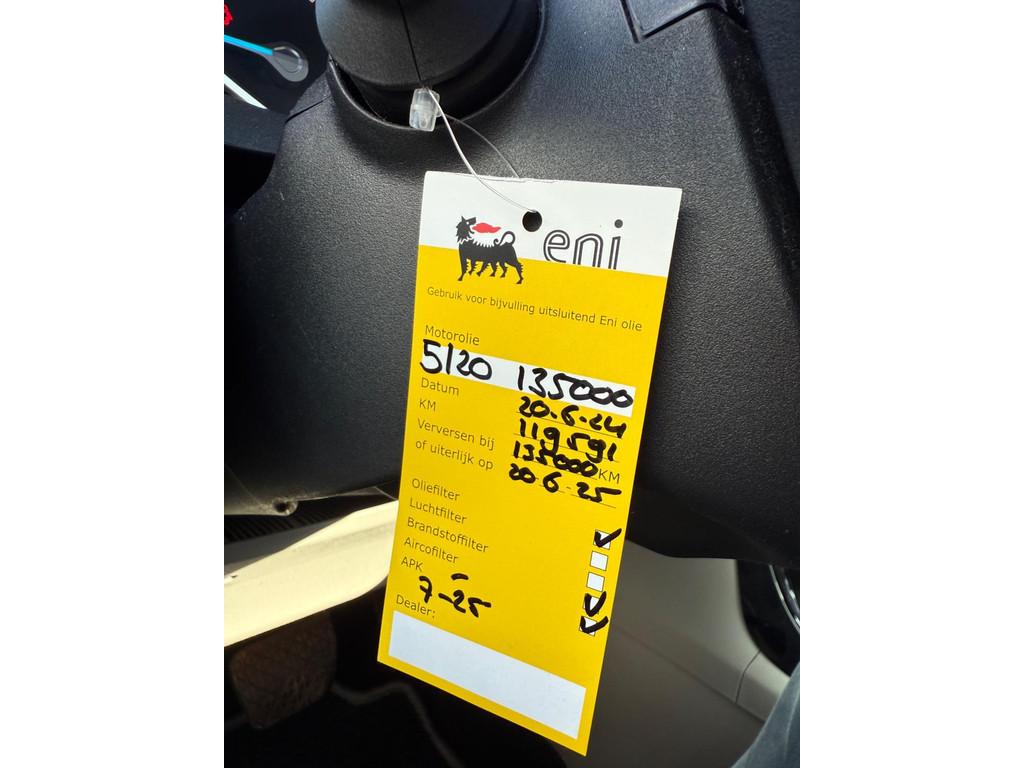 eni
Gebruik voor bijvulling uitsluitend Eni olie
Motorolie
5/20 135000
Datum 20-6-24
KM 119591
Verversen bij 135000 KM
of uiterlijk op 20-6-25
Oliefilter
Luchtfilter
Brandstoffilter
Aircofilter
APK
7-25
Dealer: